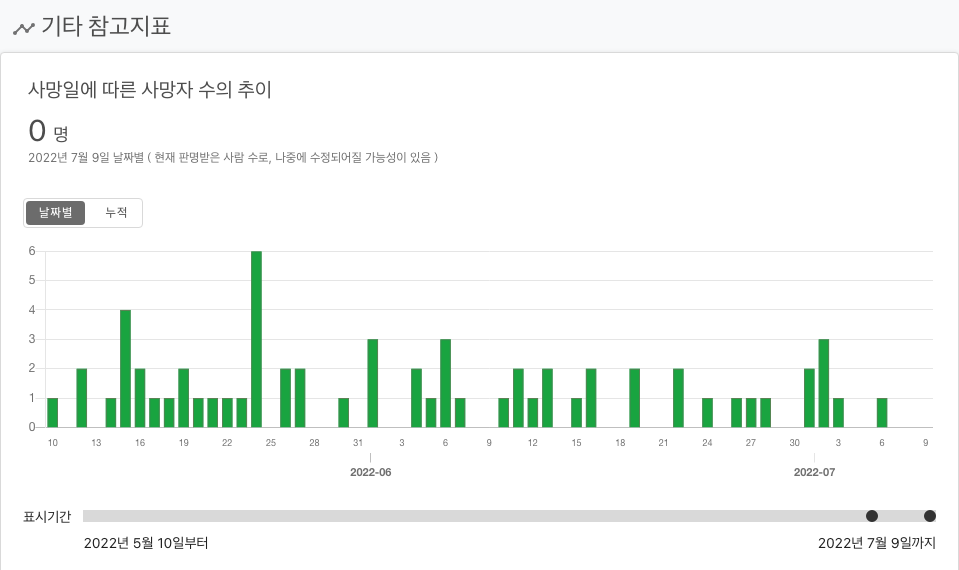 기타 참고지표
사망일에 따른 사망자 수의 추이
0 명
2022년 7월 9일 날짜별 ( 현재 판명받은 사람 수로, 나중에 수정되어질 가능성이 있음 )
날짜별 누적
6
5
4
3
2
1
0
10 13 16 19 22 25 28 31 3 6 9 12 15 18 21 24 27 30 3 6 9
2022-06 2022-07
표시기간
2022년 5월 10일부터 2022년 7월 9일까지